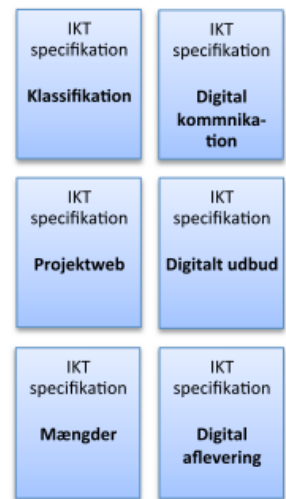 IKT
specifikation
Klassifikation
IKT
specifikation
Digital
kommnika-
tion
IKT
specifikation
Projektweb
IKT
specifikation
Digitalt udbud
IKT
specifikation
Mængder
IKT
specifikation
Digital
aflevering